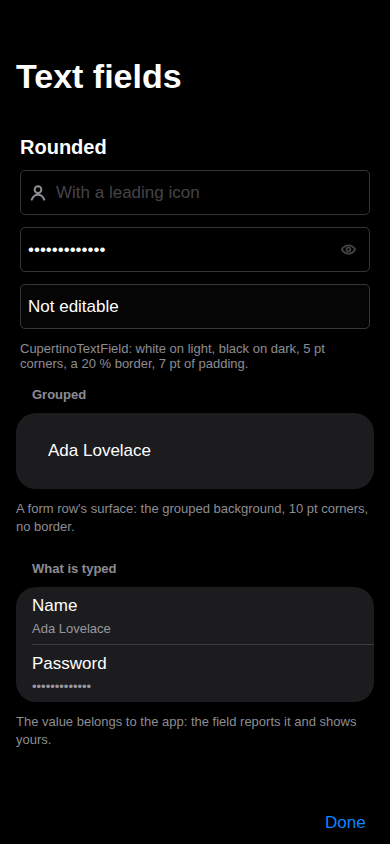 Text fields
Rounded
With a leading icon
•••••••••••••
Not editable
CupertinoTextField: white on light, black on dark, 5 pt
corners, a 20 % border, 7 pt of padding.
Grouped
Ada Lovelace
A form row's surface: the grouped background, 10 pt corners,
no border.
What is typed
Name
Ada Lovelace
Password
•••••••••••••
The value belongs to the app: the field reports it and shows
yours.
Done